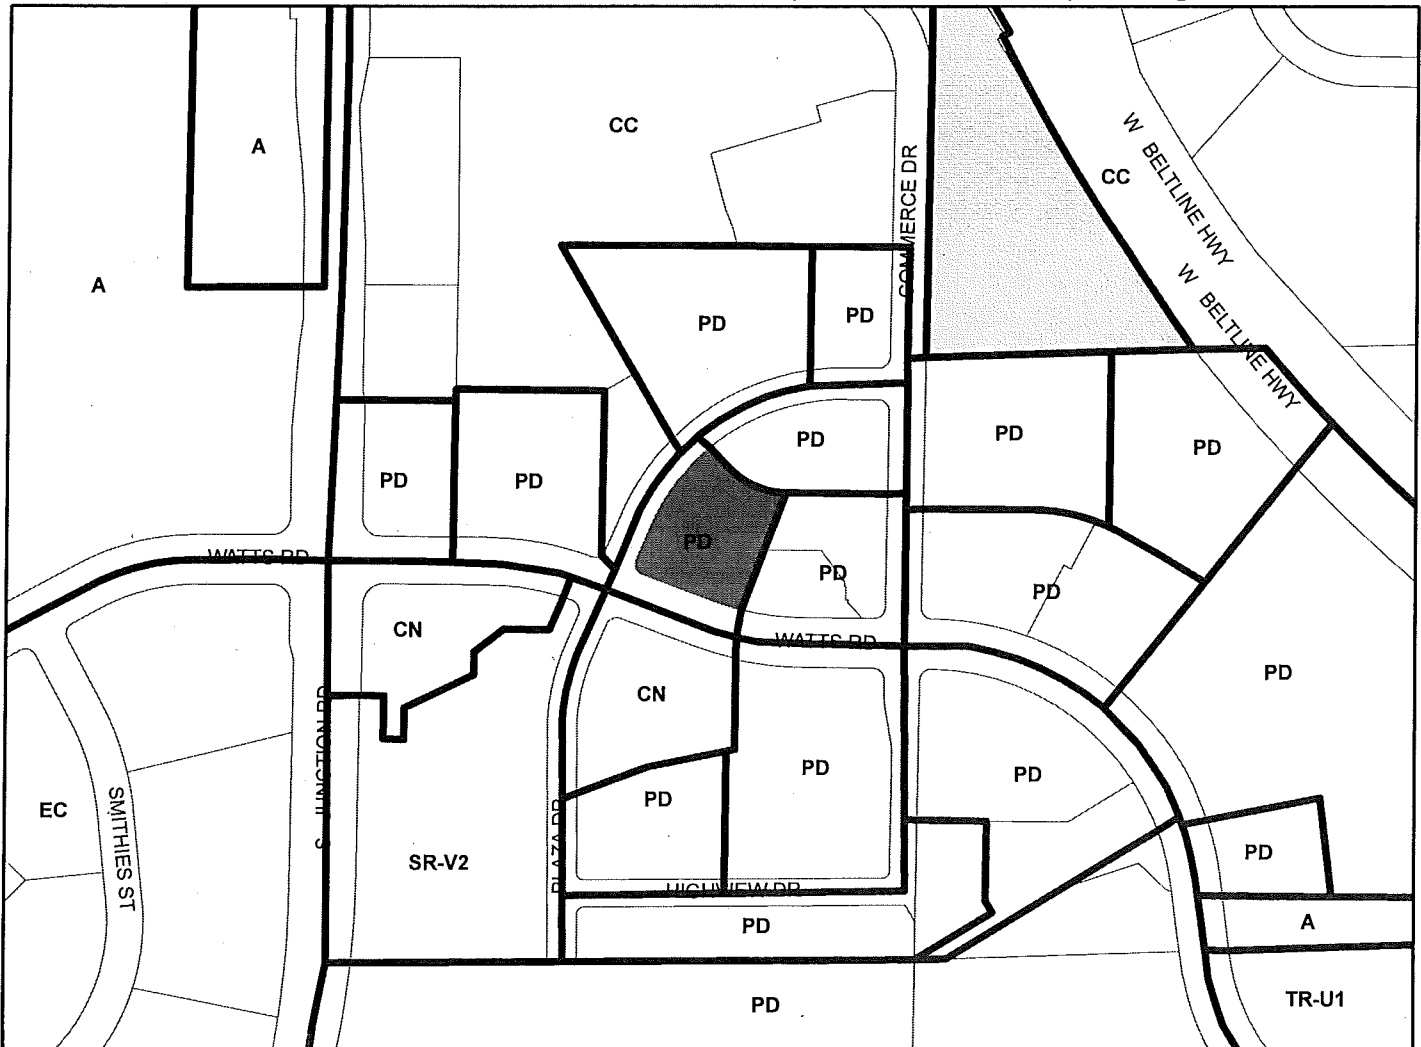 CC
A
COMMERCE DR
CC
W BELTLINE HWY
A
W BELTLINE HWY
PD
PD
PD
PD
PD
PD
PD
PD
PD
PD
WATTS RD
PD
CN
WATTS RD
PD
CN
S JUNCTION RD
PD
PD
PD
EC
SMITHIES ST
PLAZA DR
SR-V2
PD
HIGHVIEW DR
PD
A
PD
TR-U1